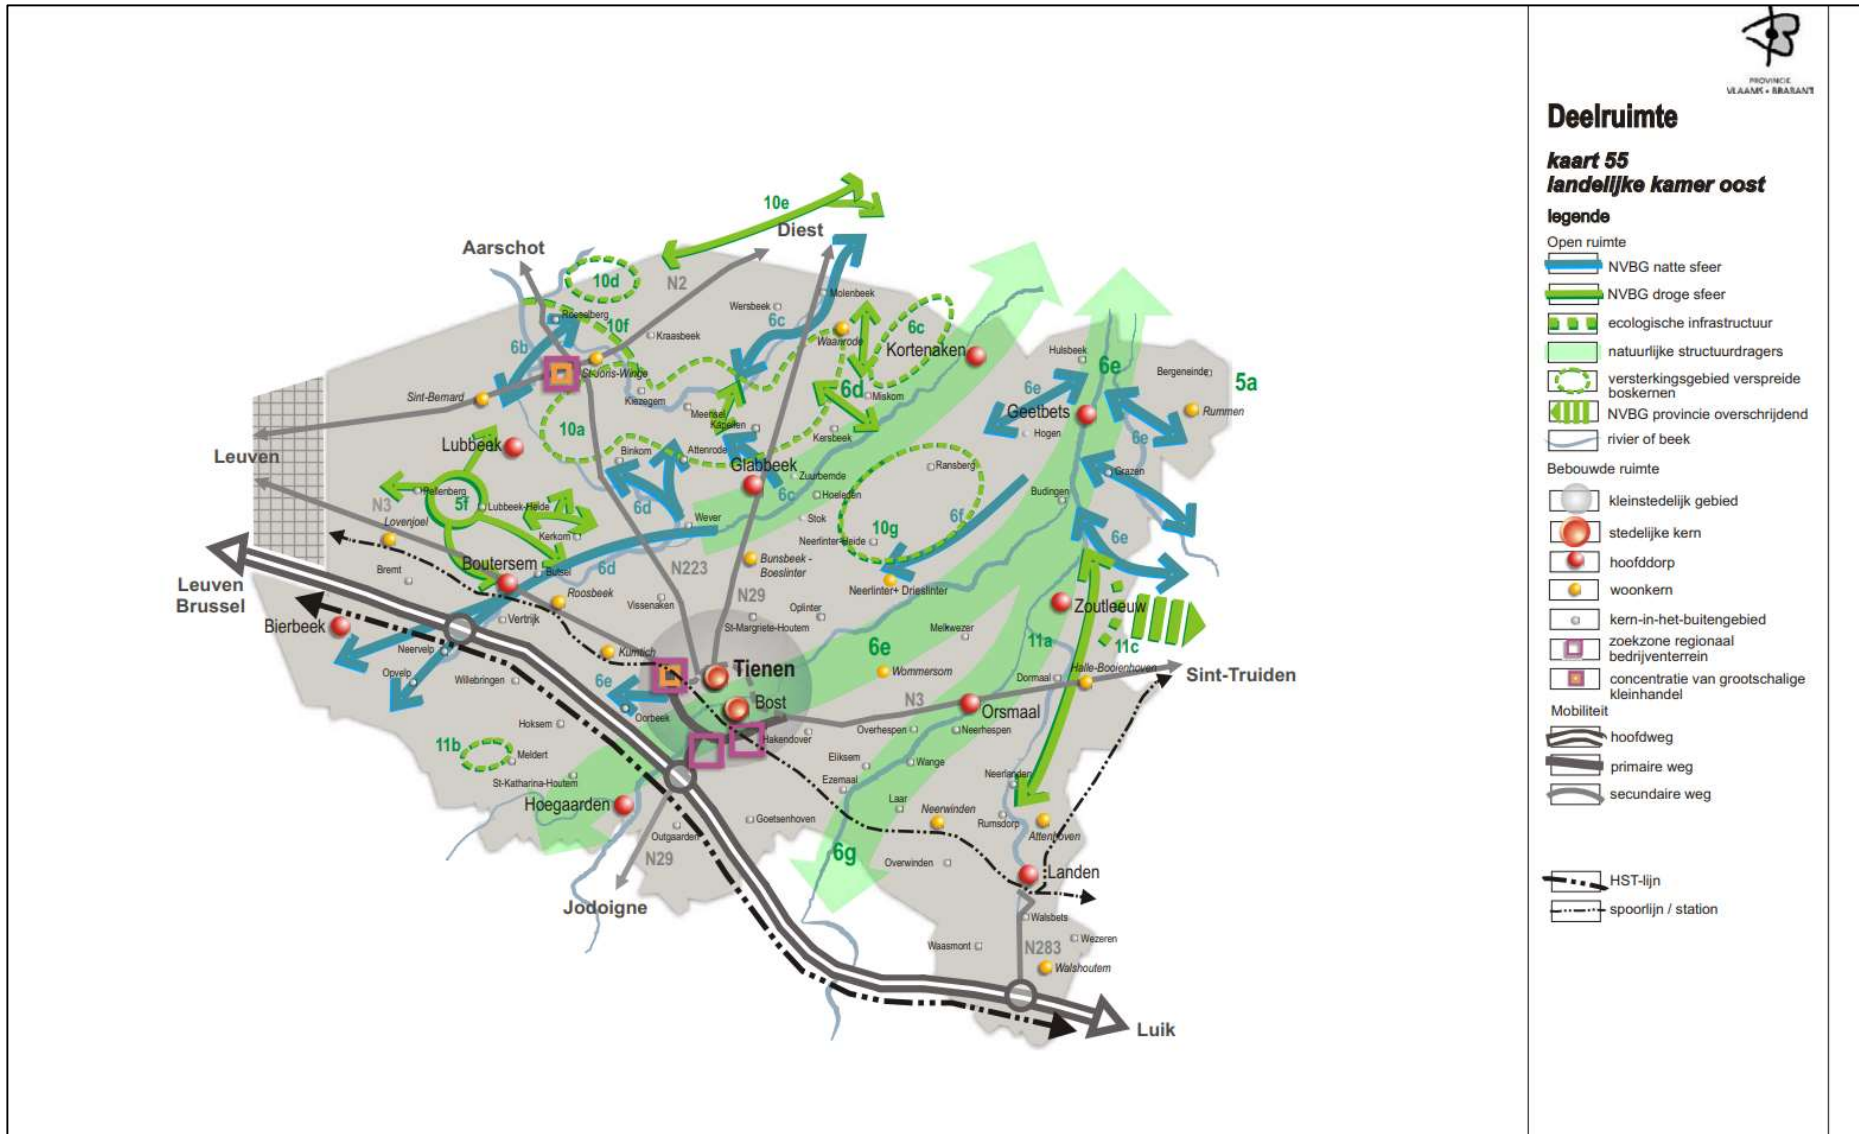 10e
Diest
Aarschot
10d
N2
Molenbeek
Wersbeek
Roeselberg
10f
6c
6c
Kraasbeek
Waanrode
Kortenaken
Hulsbeek
6b
6e
Bergeneinde
5a
St-Joris-Winge
6d
6e
Sint-Bernard
Kiezegem
Miskom
Meensel
Geetbets
Rummen
Kapellen
10a
Kersbeek
Hogen
6e
Lubbeek
Leuven
Binkom
Attenrode
Glabbeek
Ransberg
Grazen
Zuurbemde
Pellenberg
5f
6c
Hoeleden
Budingen
N3
Lubbeek-Heide
6d
Wever
Stok
6f
Lovenjoel
10g
Kerkom
Neerlinter-Heide
6e
Bunsbeek -
Boeslinter
Boutersem
Butsel
6d
N223
Bremt
Leuven
Brussel
Neerlinter+ Drieslinter
Roosbeek
Vissenaken
N29
Oplinter
Zoutleeuw
Bierbeek
Vertrijk
St-Margriete-Houtem
Melkwezer
11a
11c
Neervelp
Kumtich
6e
Tienen
Wommersom
Halle-Booienhoven
Opvelp
Willebringen
6e
Dormaal
Sint-Truiden
Bost
N3
Orsmaal
Oorbeek
Hoksem
Hakendover
Overhespen
Neerhespen
11b
Meldert
Eliksem
Wange
St-Katharina-Houtem
Ezemaal
Neerlanden
Hoegaarden
Laar
Neerwinden
Rumsdorp
Outgaarden
Goetsenhoven
Attenhoven
N29
6g
Overwinden
Landen
Jodoigne
Walsbets
Waasmont
N283
Wezeren
Walshoutem
Luik
PROVINCIE
VLAAMS • BRABANT
Deelruimte
kaart 55
landelijke kamer oost
legende
Open ruimte
NVBG natte sfeer
NVBG droge sfeer
ecologische infrastructuur
natuurlijke structuurdragers
versterkingsgebied verspreide
boskernen
NVBG provincie overschrijdend
rivier of beek
Bebouwde ruimte
kleinstedelijk gebied
stedelijke kern
hoofddorp
woonkern
kern-in-het-buitengebied
zoekzone regionaal
bedrijventerrein
concentratie van grootschalige
kleinhandel
Mobiliteit
hoofdweg
primaire weg
secundaire weg
HST-lijn
spoorlijn / station